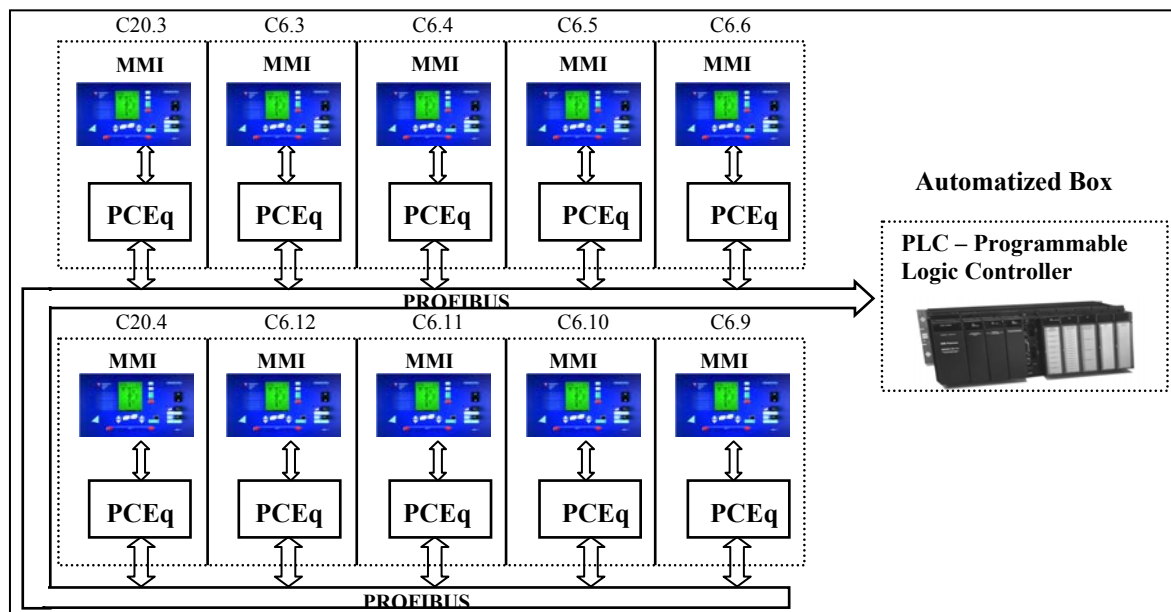 C20.3 C6.3 C6.4 C6.5 C6.6
MMI MMI MMI MMI MMI
PCEq PCEq PCEq PCEq PCEq
PROFIBUS
Automatized Box
PLC – Programmable
Logic Controller
C20.4 C6.12 C6.11 C6.10 C6.9
MMI MMI MMI MMI MMI
PCEq PCEq PCEq PCEq PCEq
PROFIBUS